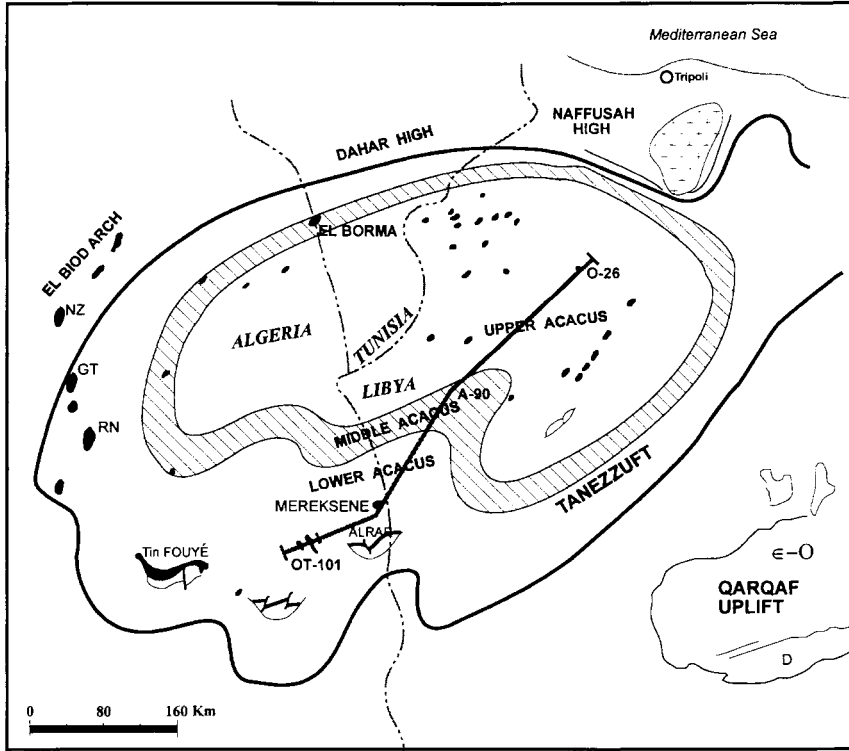 Mediterranean Sea
Tripoli
NAFFUSAH
HIGH
DAHAR HIGH
EL BIOD ARCH
EL BORMA
O-26
NZ
ALGERIA
TUNISIA
UPPER ACACUS
GT
LIBYA
A-90
RN
MIDDLE ACACUS
LOWER ACACUS
TANEZZUFT
MEREKSENE
ALRAR
Tin FOUYÉ
OT-101
∈-O
QARQAF
UPLIFT
D
0 80 160 Km